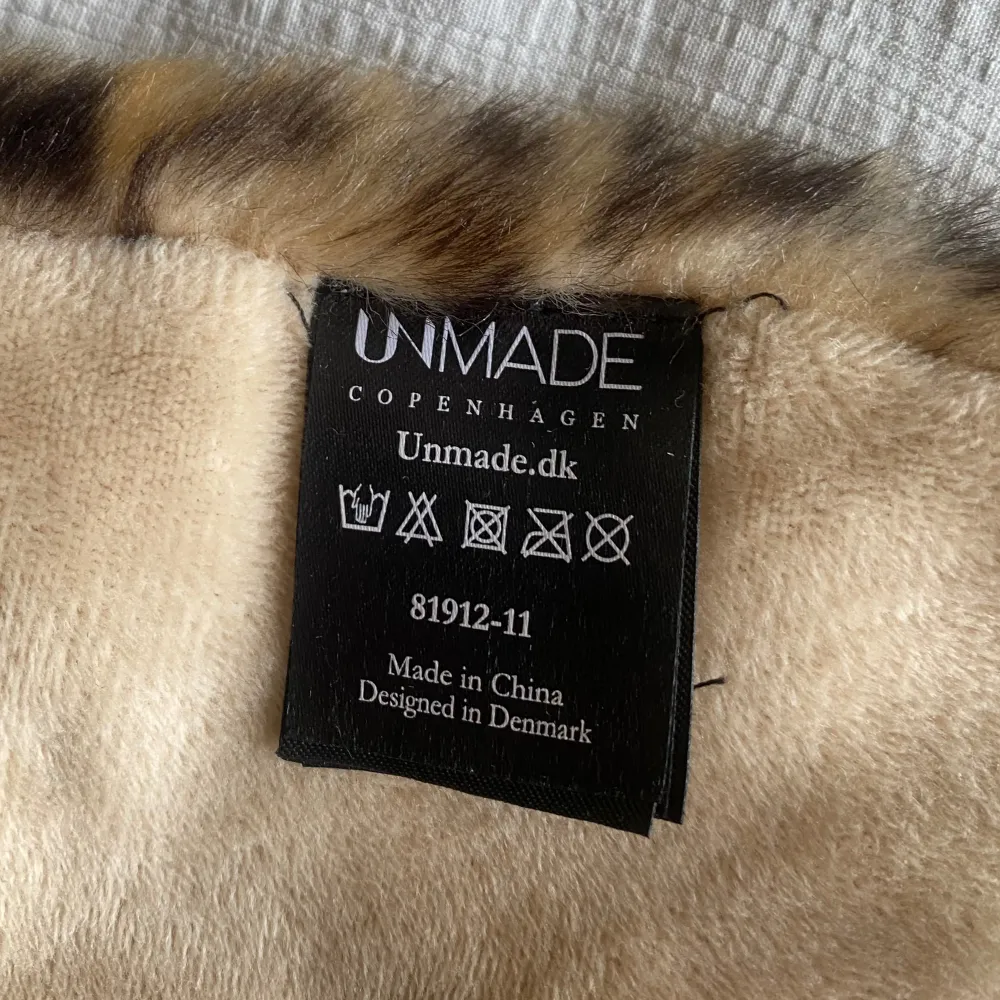 UNMADE
COPENHAGEN
Unmade.dk
81912-11
Made in China
Designed in Denmark